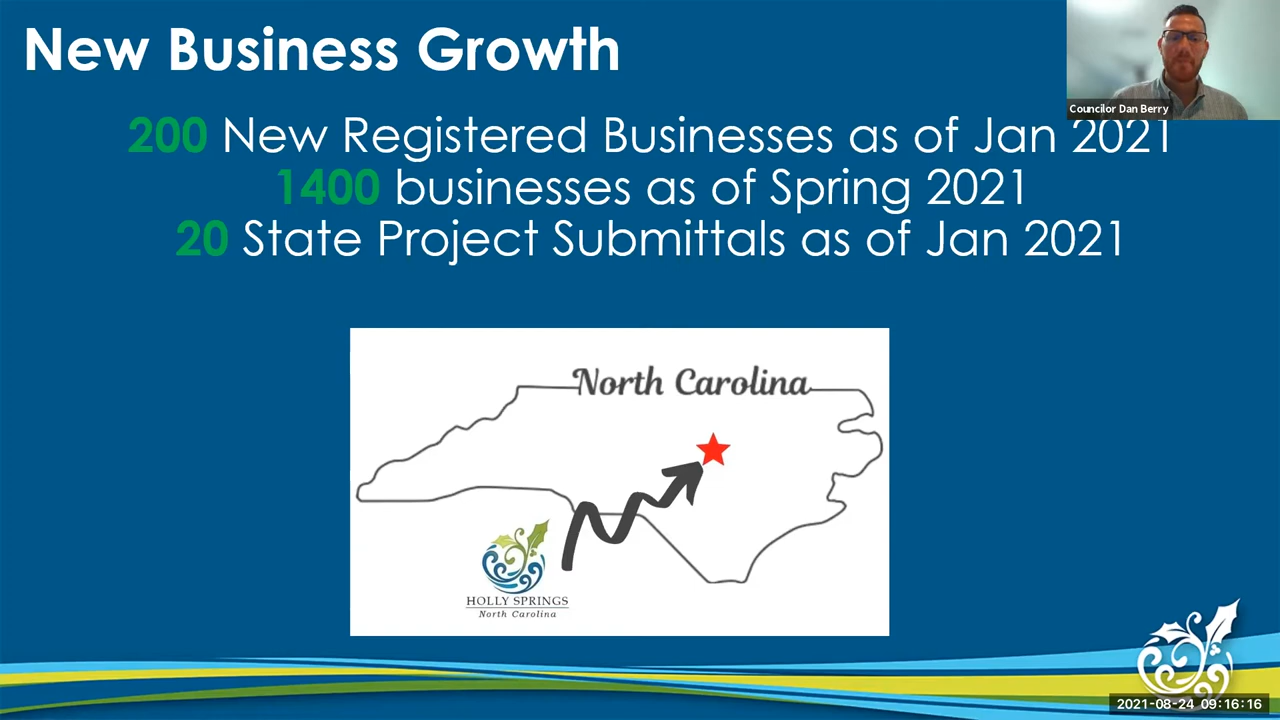 New Business Growth
Councilor Dan Berry
200 New Registered Businesses as of Jan 2021
1400 businesses as of Spring 2021
20 State Project Submittals as of Jan 2021
North Carolina
HOLLY SPRINGS
North Carolina
2021-08-24 09:16:16